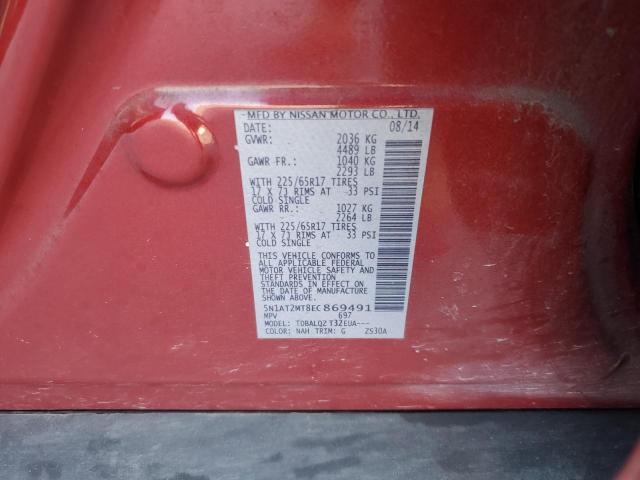 MFD BY NISSAN MOTOR CO., LTD.
DATE: 08/14
GVWR: 2036 KG
4489 LB
GAWR FR.: 1040 KG
2293 LB
WITH 225/65R17 TIRES
17 X 7J RIMS AT 33 PSI
COLD SINGLE
GAWR RR.: 1027 KG
2264 LB
WITH 225/65R17 TIRES
17 X 7J RIMS AT 33 PSI
COLD SINGLE
THIS VEHICLE CONFORMS TO
ALL APPLICABLE FEDERAL
MOTOR VEHICLE SAFETY AND
THEFT PREVENTION
STANDARDS IN EFFECT ON
THE DATE OF MANUFACTURE
SHOWN ABOVE.
5N1AT2MT8EC869491
MPV 697
MODEL: TDBALQZ T32EUA---
COLOR: NAH TRIM: G ZS30A